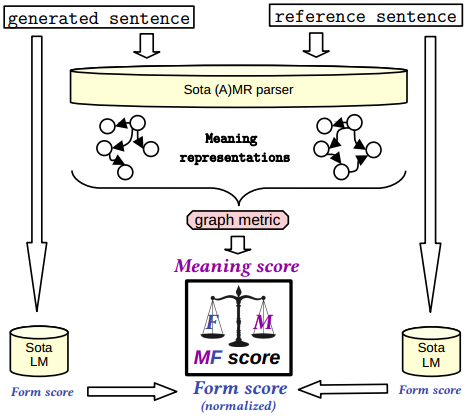 generated sentence
reference sentence
Sota (A)MR parser
Meaning
representations
graph metric
Meaning score
F M
MF score
Sota
LM
Form score
Sota
LM
Form score
Form score
(normalized)